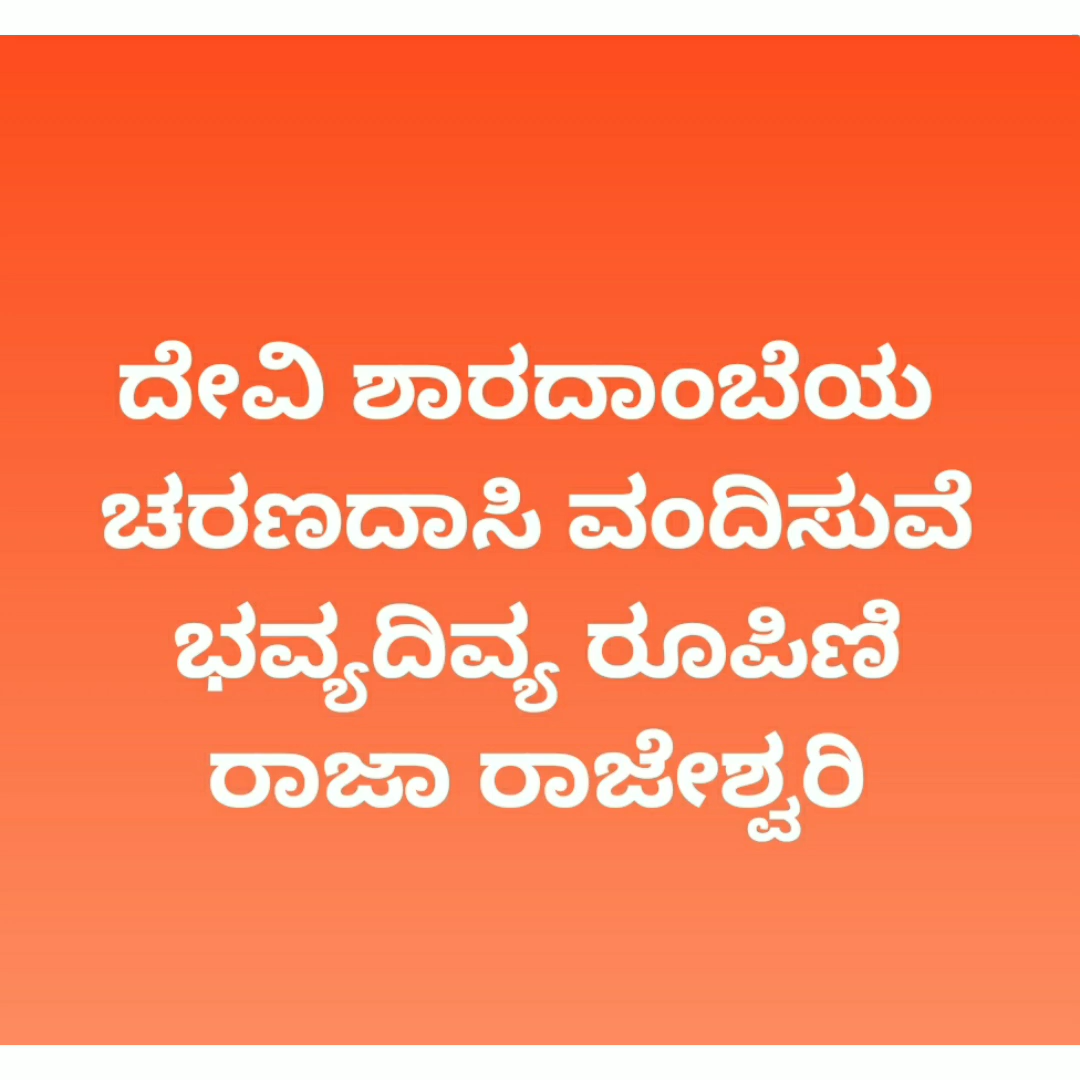 ದೇವಿ ಶಾರದಾಂಬೆಯ
ಚರಣದಾಸಿ ವಂದಿಸುವೆ
ಭವ್ಯದಿವ್ಯ ರೂಪಿಣಿ
ರಾಜಾ ರಾಜೇಶ್ವರಿ